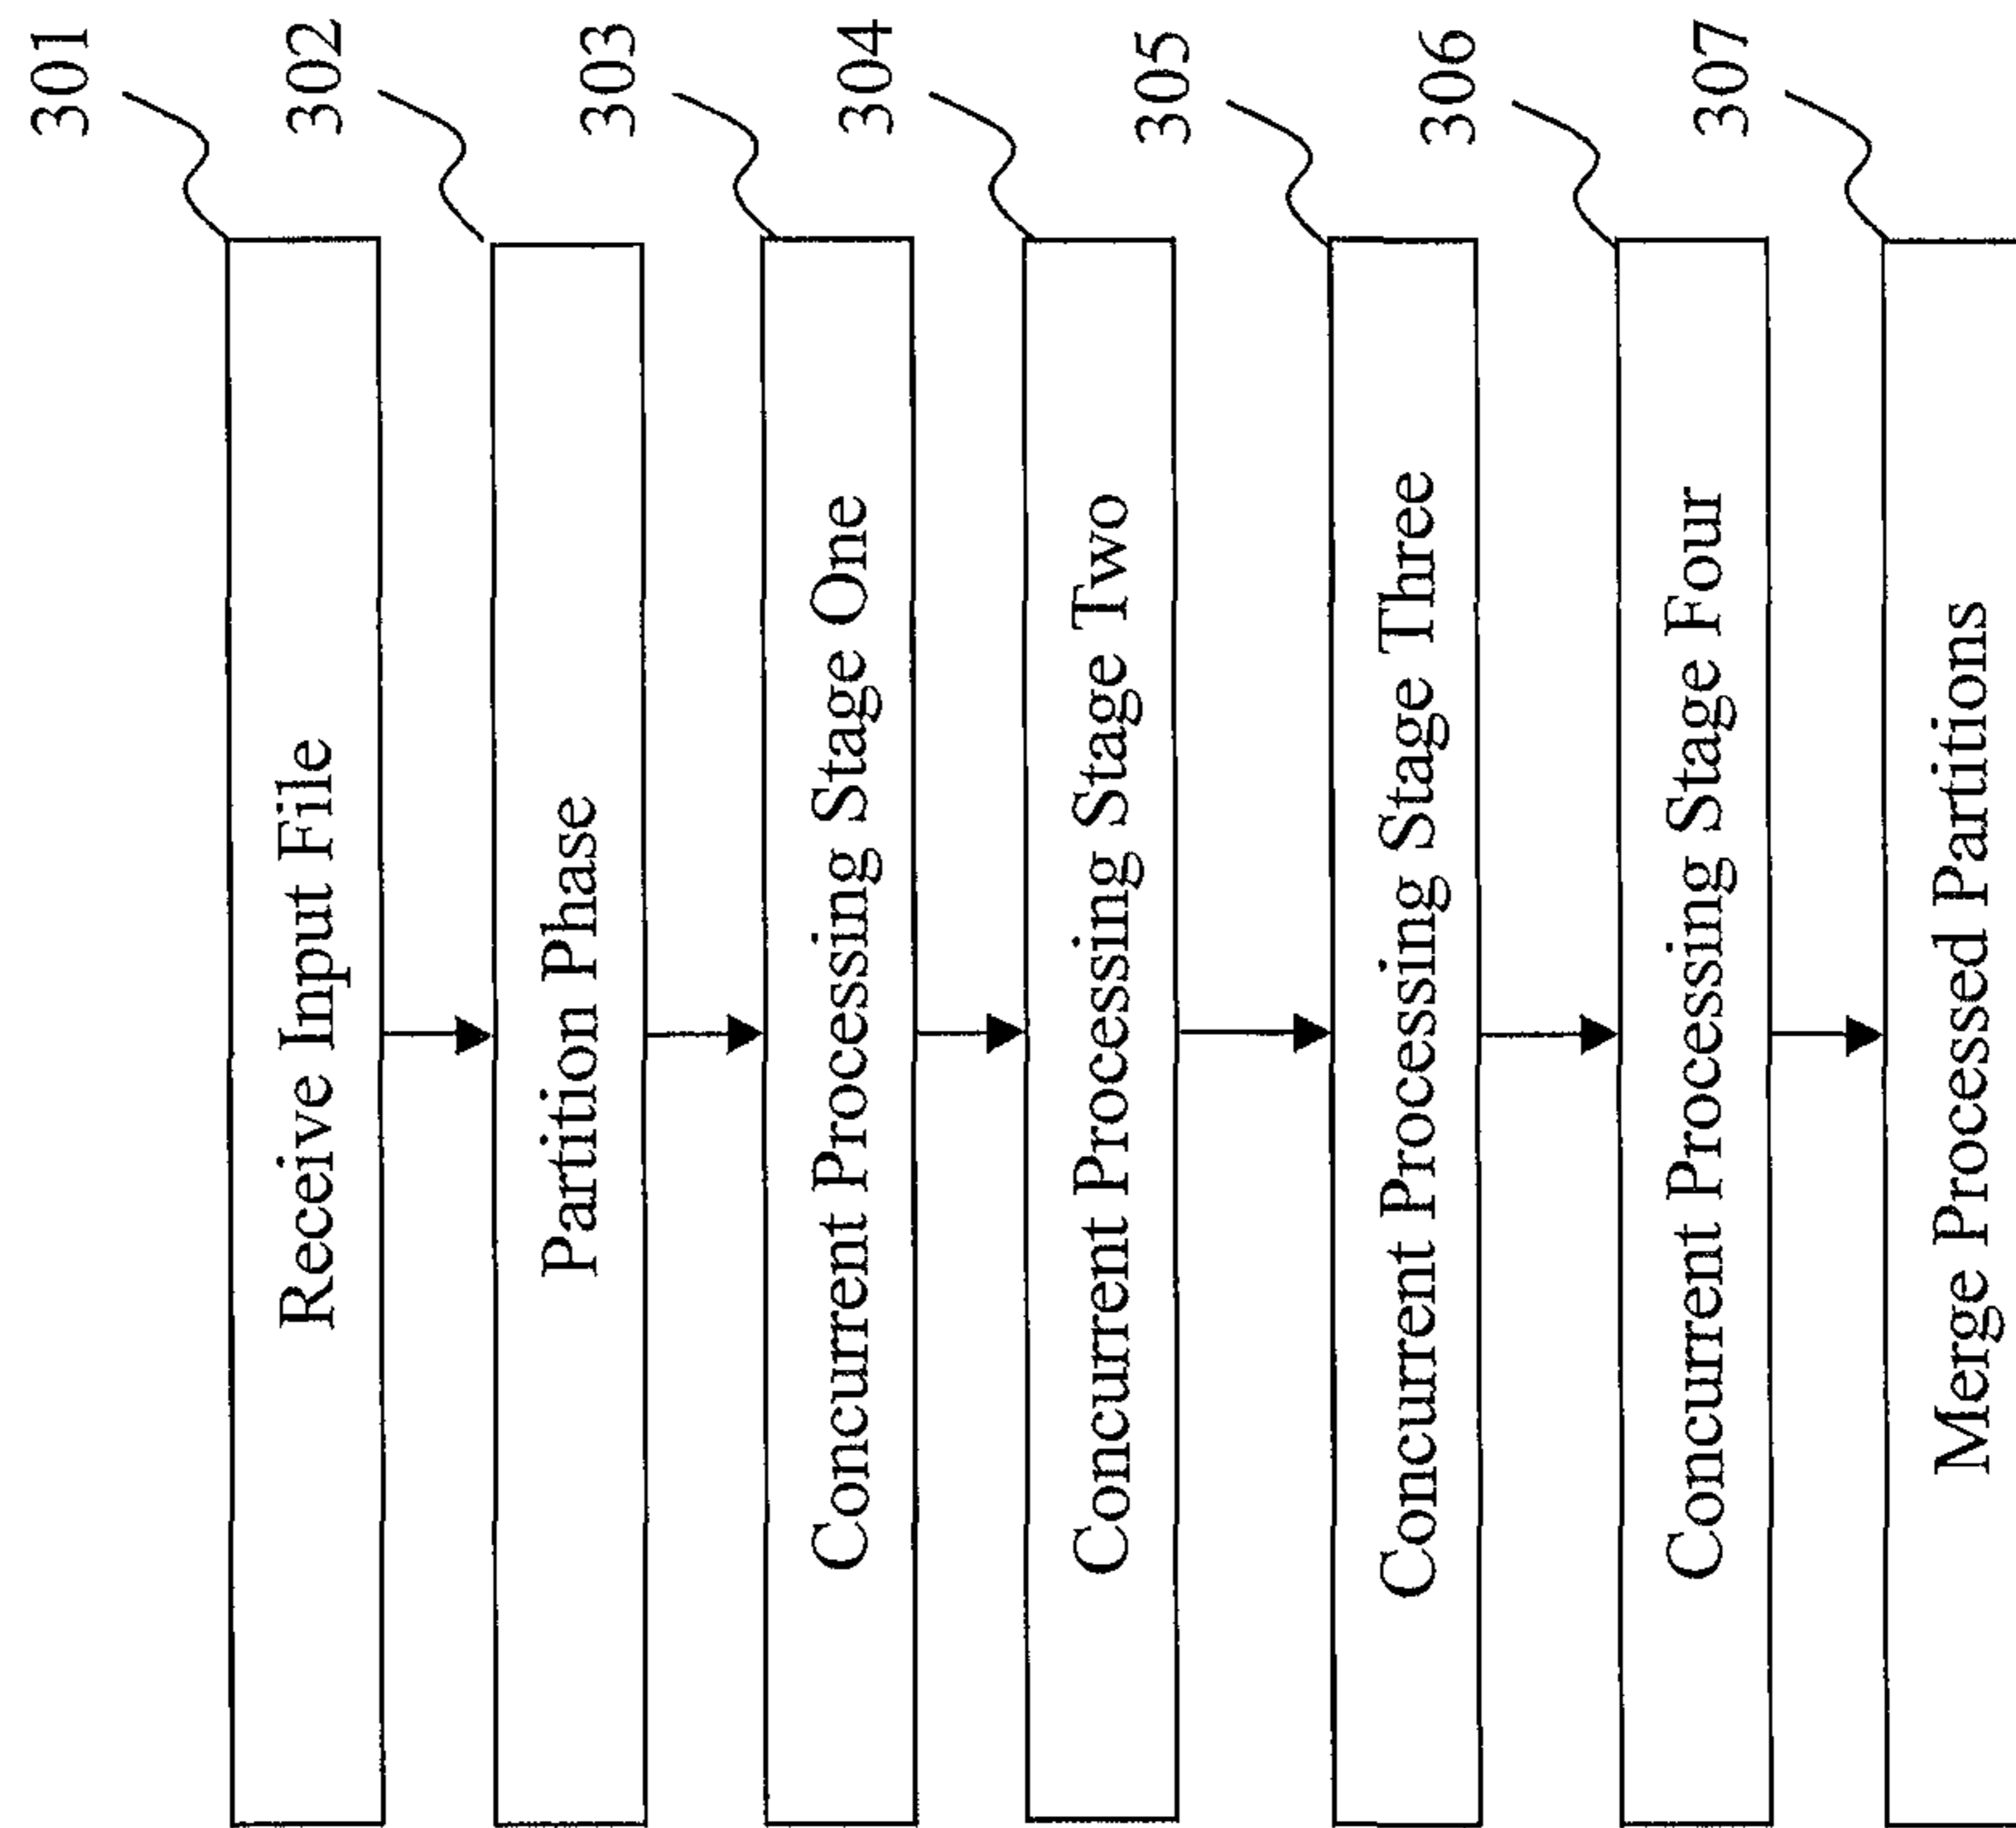 301
Receive Input File
302
Partition Phase
303
Concurrent Processing Stage One
304
Concurrent Processing Stage Two
305
Concurrent Processing Stage Three
306
Concurrent Processing Stage Four
307
Merge Processed Partitions